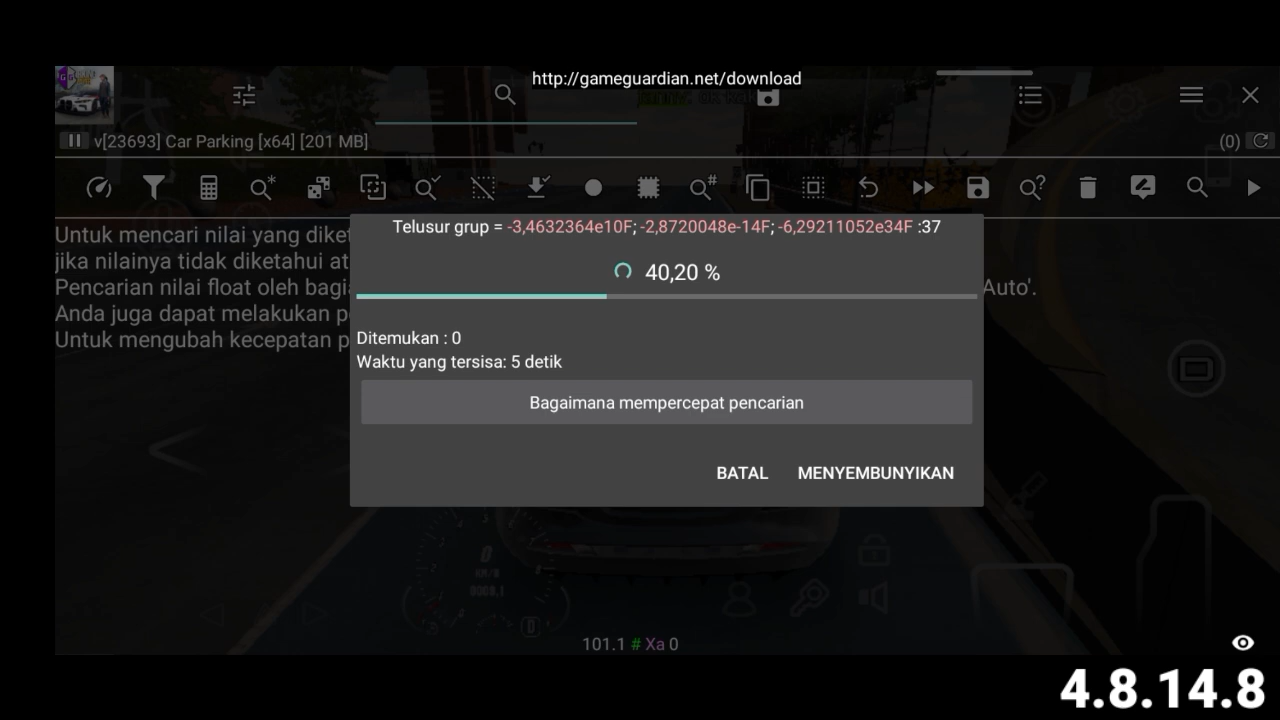 http://gameguardian.net/download
v[23693] Car Parking [x64] [201 MB]
(0)
Untuk mencari nilai yang diket
jika nilainya tidak diketahui at
Pencarian nilai float oleh bagi
Auto'.
Anda juga dapat melakukan p
Untuk mengubah kecepatan p
Telusur grup = -3,4632364e10F; -2,8720048e-14F; -6,29211052e34F :37
40,20 %
Ditemukan : 0
Waktu yang tersisa: 5 detik
Bagaimana mempercepat pencarian
BATAL
MENYEMBUNYIKAN
0
KM/H
101.1 # Xa 0
4.8.14.8